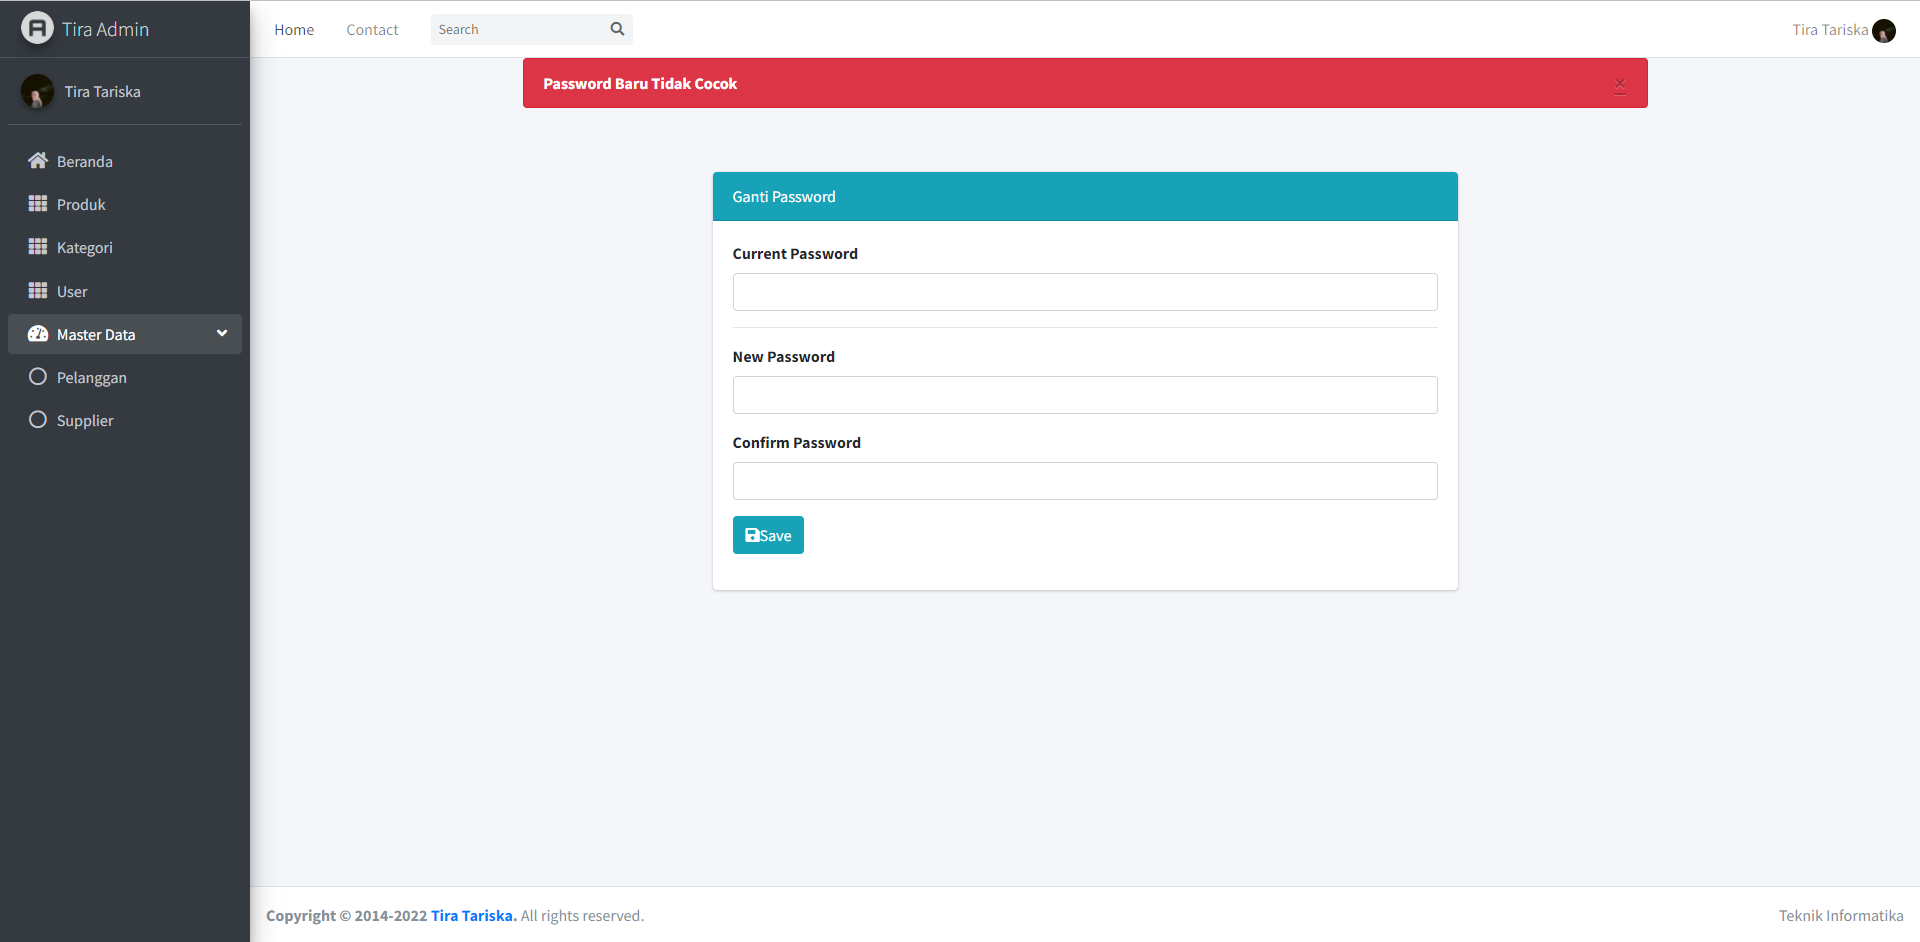 Tira Admin
Home
Contact
Search
Tira Tariska
Tira Tariska
Beranda
Produk
Kategori
User
Master Data
Pelanggan
Supplier
Password Baru Tidak Cocok
×
Ganti Password
Current Password
New Password
Confirm Password
Save
Copyright © 2014-2022 Tira Tariska. All rights reserved.
Teknik Informatika